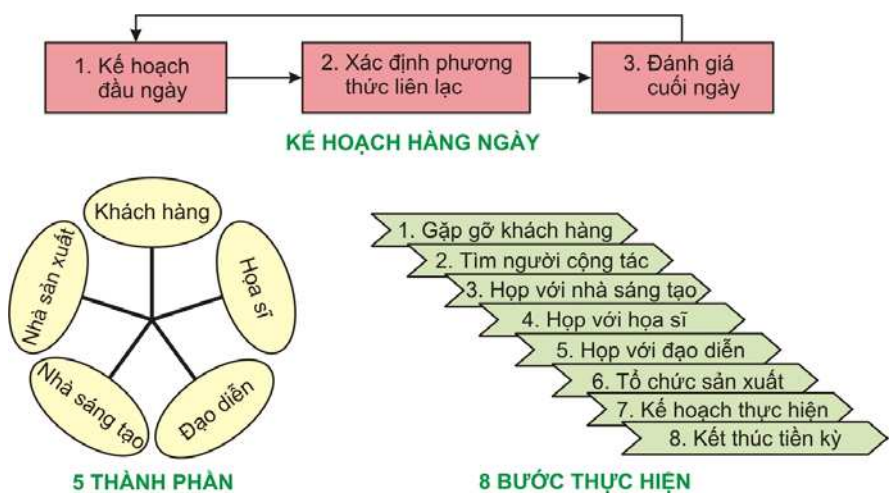 1. Kế hoạch
đầu ngày
2. Xác định phương
thức liên lạc
3. Đánh giá
cuối ngày
KẾ HOẠCH HÀNG NGÀY
Khách hàng
Họa sĩ
Đạo diễn
Nhà sáng tạo
Nhà sản xuất
5 THÀNH PHẦN
1. Gặp gỡ khách hàng
2. Tìm người cộng tác
3. Họp với nhà sáng tạo
4. Họp với họa sĩ
5. Họp với đạo diễn
6. Tổ chức sản xuất
7. Kế hoạch thực hiện
8. Kết thúc tiền kỳ
8 BƯỚC THỰC HIỆN